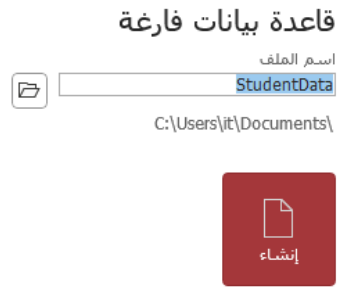 قاعدة بيانات فارغة
اسم الملف
StudentData
C:\Users\it\Documents\
إنشاء